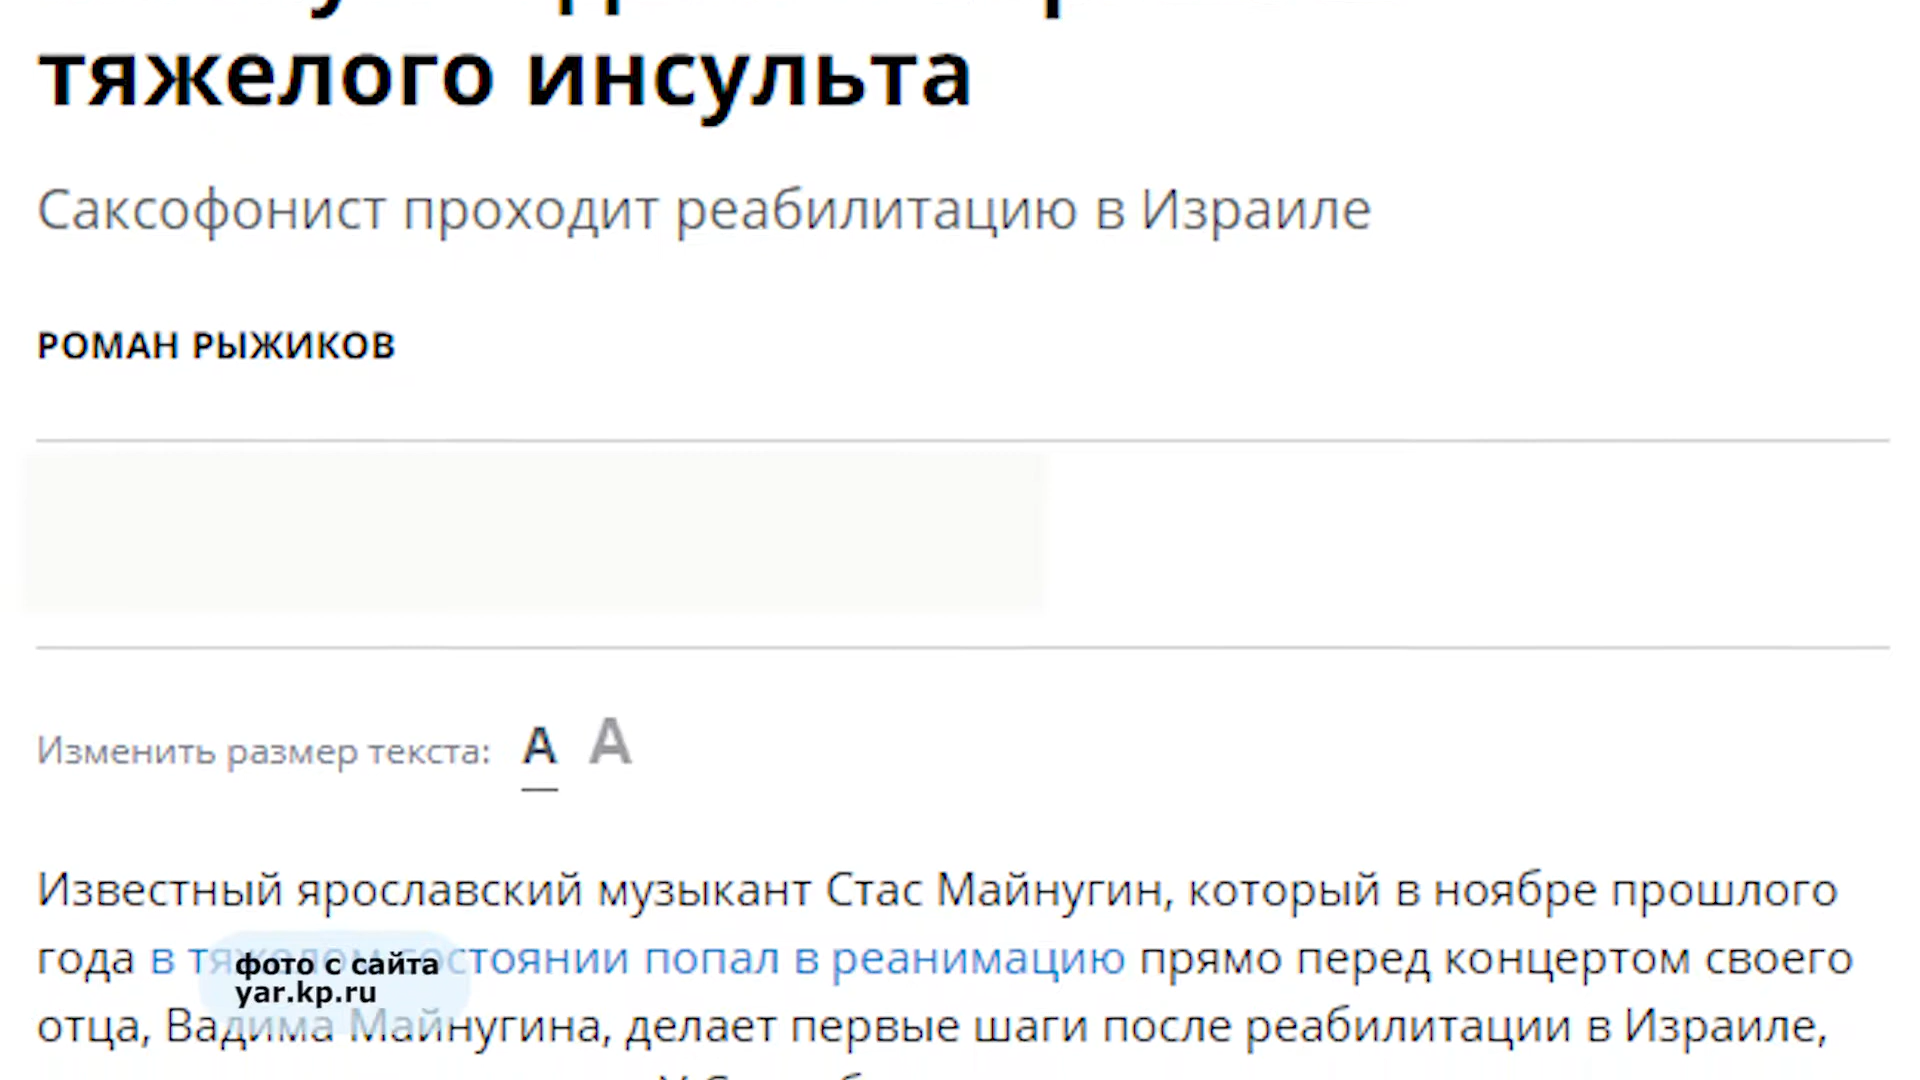 тяжелого инсульта
Саксофонист проходит реабилитацию в Израиле
РОМАН РЫЖИКОВ
Изменить размер текста: А А
Известный ярославский музыкант Стас Майнугин, который в ноябре прошлого
года в тяжелом состоянии попал в реанимацию прямо перед концертом своего
фото с сайта
yar.kp.ru
отца, Вадима Майнугина, делает первые шаги после реабилитации в Израиле,